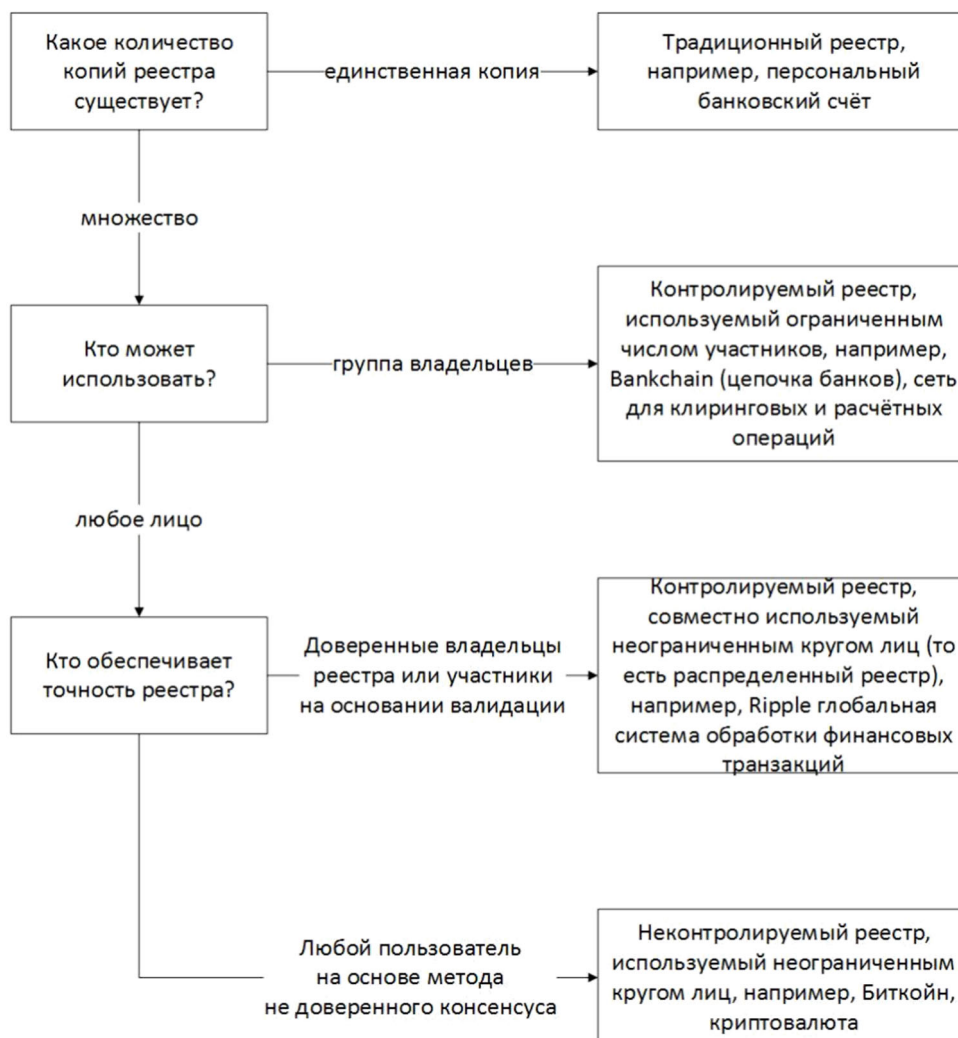 Какое количество
копий реестра
существует?
единственная копия
Традиционный реестр,
например, персональный
банковский счёт
множество
Кто может
использовать?
группа владельцев
Контролируемый реестр,
используемый ограниченным
числом участников, например,
Bankchain (цепочка банков), сеть
для клиринговых и расчётных
операций
любое лицо
Кто обеспечивает
точность реестра?
Доверенные владельцы
реестра или участники
на основании валидации
Контролируемый реестр,
совместно используемый
неограниченным кругом лиц (то
есть распределенный реестр),
например, Ripple глобальная
система обработки финансовых
транзакций
Любой пользователь
на основе метода
не доверенного консенсуса
Неконтролируемый реестр,
используемый неограниченным
кругом лиц, например, Биткойн,
криптовалюта